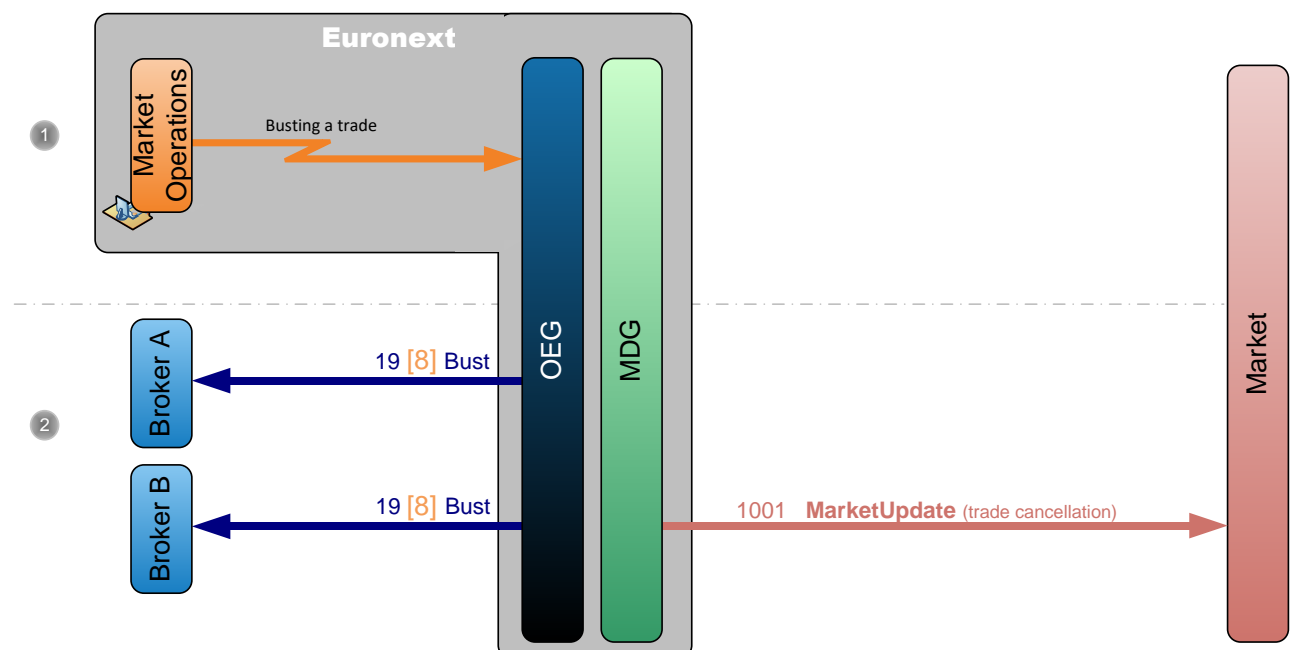 Euronext
1
Market
Operations
Busting a trade
OEG
MDG
Market
2
Broker A
19 [8] Bust
Broker B
19 [8] Bust
1001 MarketUpdate (trade cancellation)